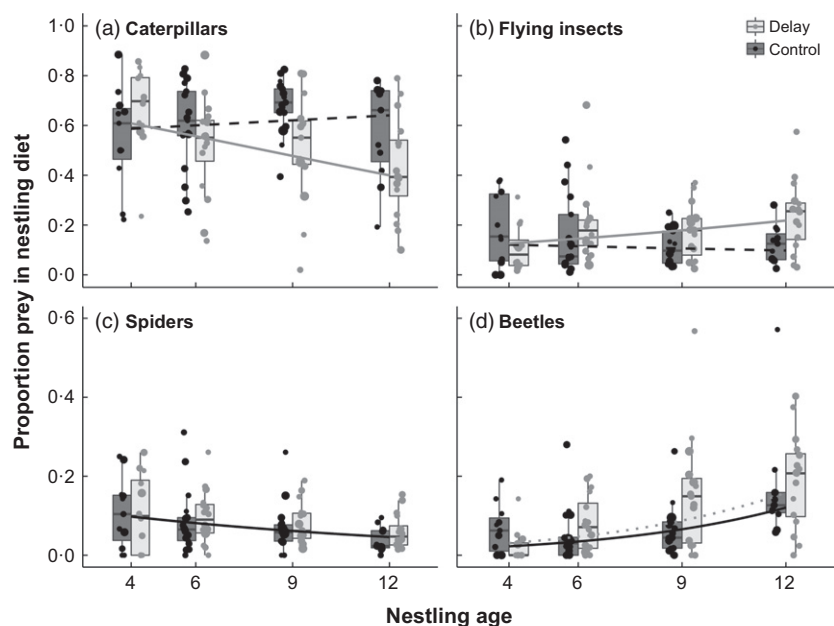 (a) Caterpillars
(b) Flying insects
Delay
Control
1·0
0·8
0·6
0·4
0·2
0·0
(c) Spiders
(d) Beetles
0·6
0·4
0·2
0·0
4 6 9 12
4 6 9 12
Proportion prey in nestling diet
Nestling age